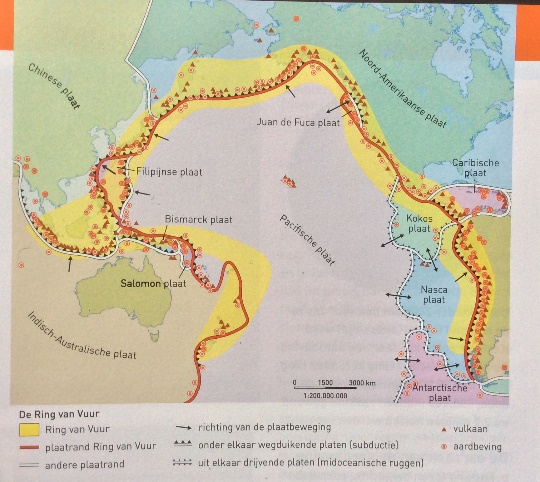 Chinese plaat
Noord-Amerikaanse plaat
Juan de Fuca plaat
Caribische
plaat
Filipijnse plaat
Bismarck plaat
Kokos
plaat
Pacifische plaat
Salomon plaat
Nasca
plaat
Indisch-Australische plaat
Antarctische
plaat
0 1500 3000 km
1:200.000.000
De Ring van Vuur
Ring van Vuur
plaatrand Ring van Vuur
andere plaatrand
richting van de plaatbeweging
onder elkaar wegduikende platen (subductie)
uit elkaar drijvende platen (midoceanische ruggen)
vulkaan
aardbeving